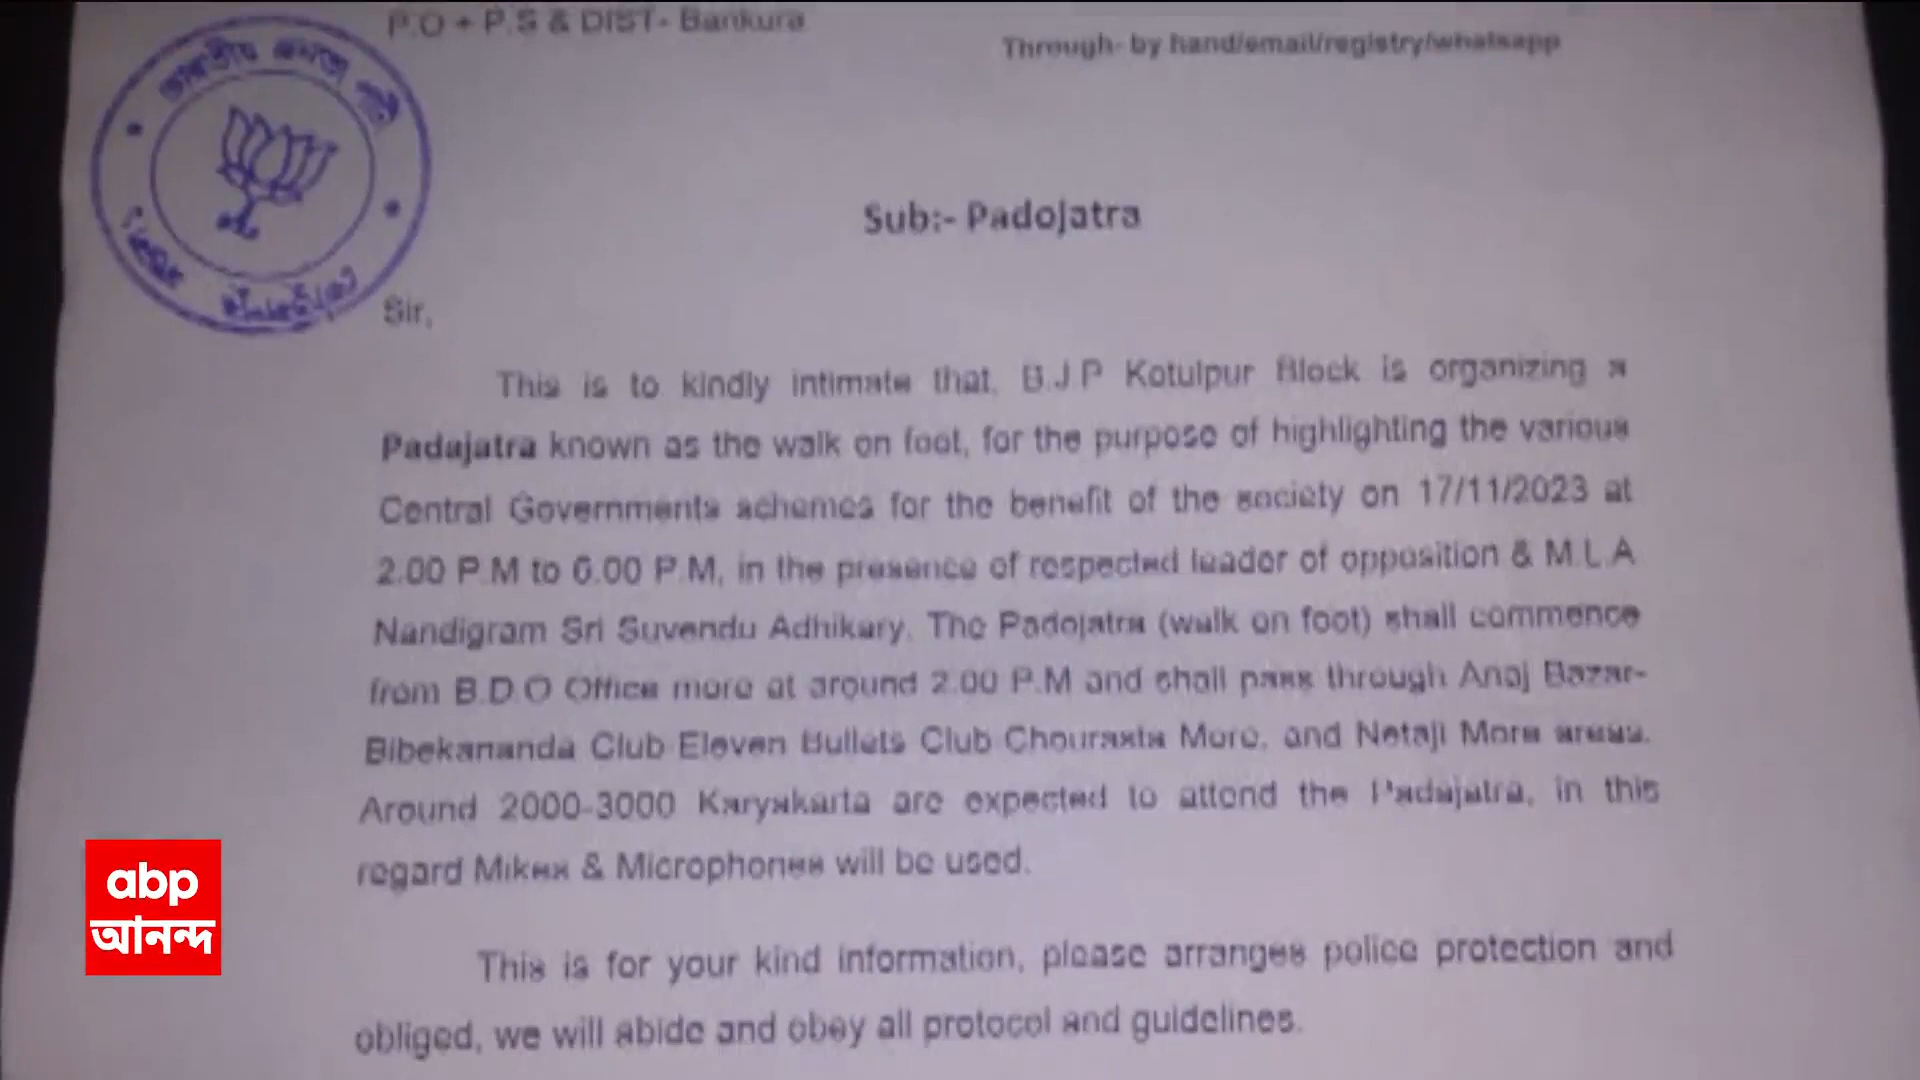 P.O + P.S & DIST- Bankura
Through- by hand/email/registry/whatsapp
ভারতীয় জনতা পার্টি
Sub:- Padojatra
Sir,
This is to kindly intimate that, B.J.P Kotulpur Block is organizing a
Padajatra known as the walk on foot, for the purpose of highlighting the various
Central Governments schemes for the benefit of the society on 17/11/2023 at
2.00 P.M to 6.00 P.M, in the presence of respected leader of opposition & M.L.A
Nandigram Sri Suvendu Adhikary. The Padojatra (walk on foot) shall commence
from B.D.O Office more at around 2.00 P.M and shall pass through Anaj Bazar-
Bibekananda Club-Eleven Bullets Club-Chourasta More, and Netaji More areas.
Around 2000-3000 Karyakarta are expected to attend the Padajatra, in this
regard Mikes & Microphones will be used.
This is for your kind information, please arranges police protection and
obliged, we will abide and obey all protocol and guidelines.
abp
আনন্দ